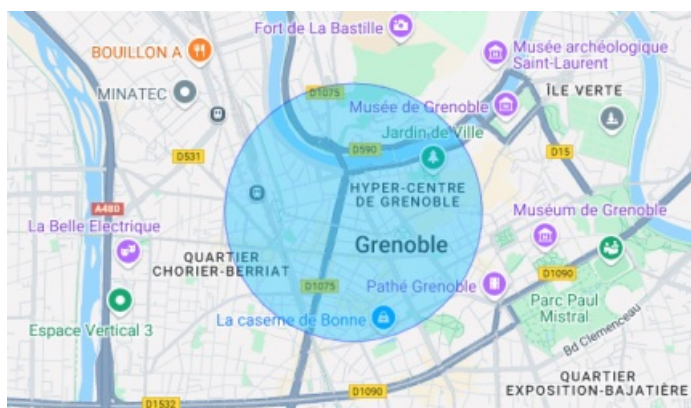 Fort de La Bastille
BOUILLON A
Musée archéologique
Saint-Laurent
MINATEC
D1075
Musée de Grenoble
ÎLE VERTE
Jardin de Ville
D590
D531
D15
HYPER-CENTRE
DE GRENOBLE
A480
Muséum de Grenoble
La Belle Electrique
Grenoble
QUARTIER
CHORIER-BERRIAT
D1090
D1075
Pathé Grenoble
Parc Paul
Mistral
Espace Vertical 3
La caserne de Bonne
Bd Clemenceau
QUARTIER
EXPOSITION-BAJATIÈRE
D1090
D1532